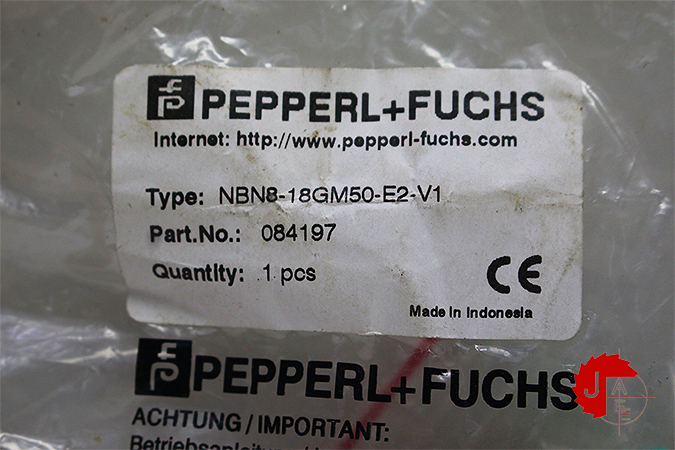 PEPPERL+FUCHS
Internet: http://www.pepperl-fuchs.com
Type: NBN8-18GM50-E2-V1
Part.No.: 084197
Quantity: 1 pcs
CE
Made in Indonesia
PEPPERL+FUCHS
ACHTUNG / IMPORTANT:
Betriebsanleitung /